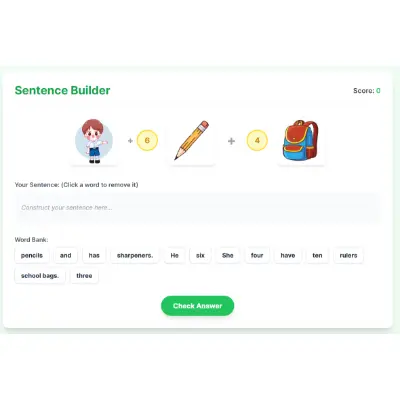 Sentence Builder Score: 0
+ 6 + 4
Your Sentence: (Click a word to remove it)
Construct your sentence here...
Word Bank:
pencils and has sharpeners. He six She four have ten rulers
school bags. three
Check Answer